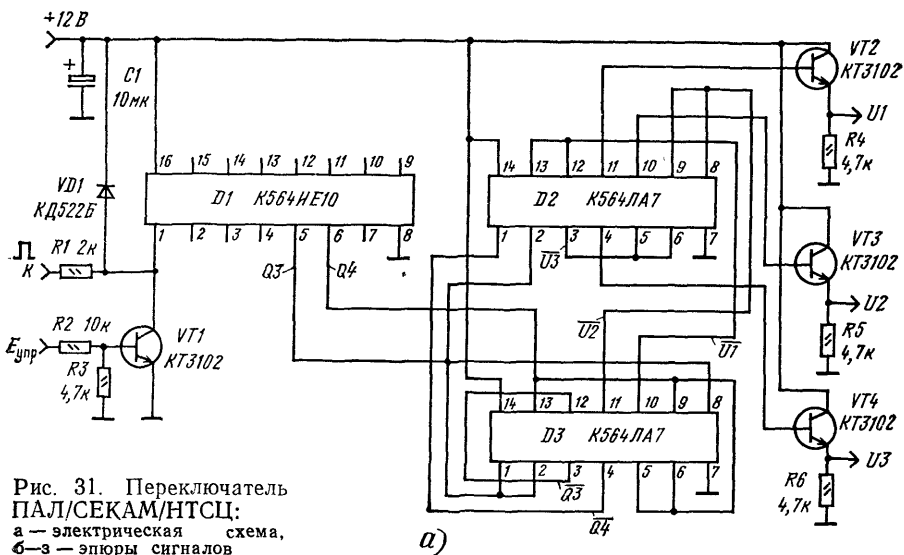 +12 В
+
C1
10мк
VD1
КД522Б
К
R1 2к
R2 10к
Eупр
R3
4,7к
VT1
КТ3102
16 15 14 13 12 11 10 9
D1 К564ИЕ10
1 2 3 4 5 6 7 8
Q3
Q4
14 13 12 11 10 9 8
D2 К564ЛА7
1 2 3 4 5 6 7
U3
U2
U1
14 13 12 11 10 9 8
D3 К564ЛА7
1 2 3 4 5 6 7
Q3
Q4
VT2
КТ3102
U1
R4
4,7к
VT3
КТ3102
U2
R5
4,7к
VT4
КТ3102
U3
R6
4,7к
Рис. 31. Переключатель
ПАЛ/СЕКАМ/НТСЦ:
а — электрическая схема,
б—з — эпюры сигналов
а)